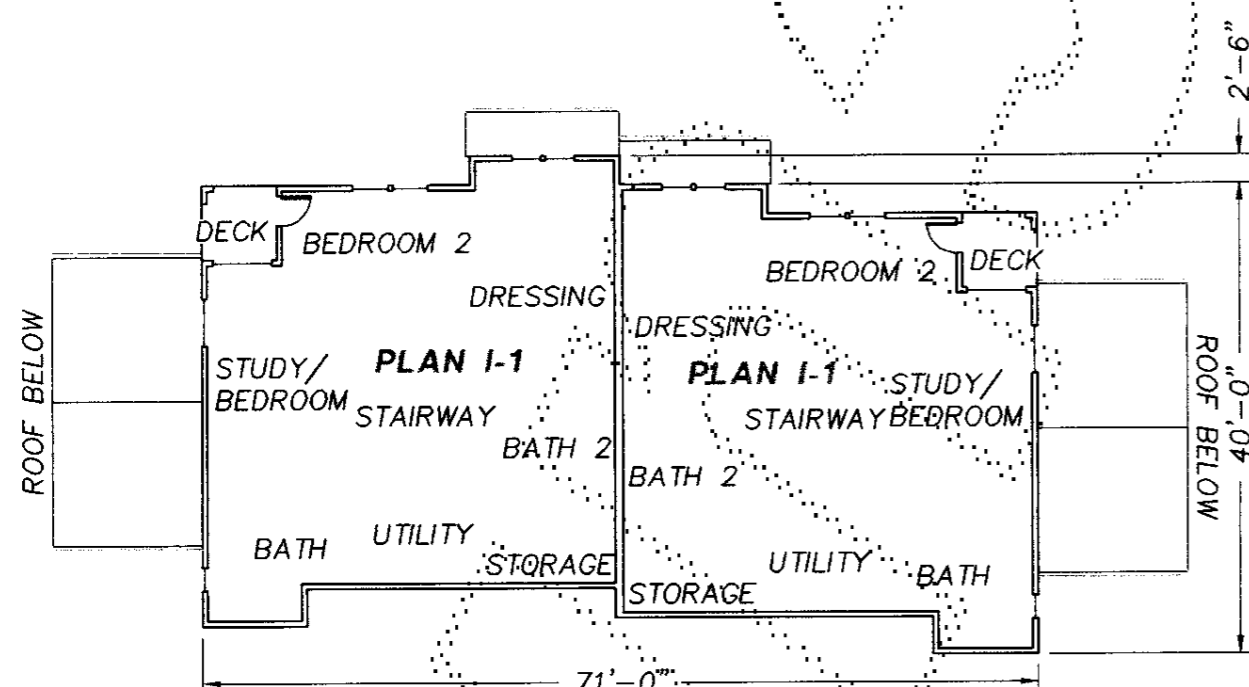 2'-6"
DECK
BEDROOM 2
BEDROOM 2
DECK
DRESSING
DRESSING
ROOF BELOW
STUDY/
BEDROOM
PLAN I-1
PLAN I-1
STUDY/
BEDROOM
ROOF BELOW
40'-0"
STAIRWAY
STAIRWAY
BATH 2
BATH 2
BATH
UTILITY
STORAGE
UTILITY
BATH
STORAGE
71'-0"